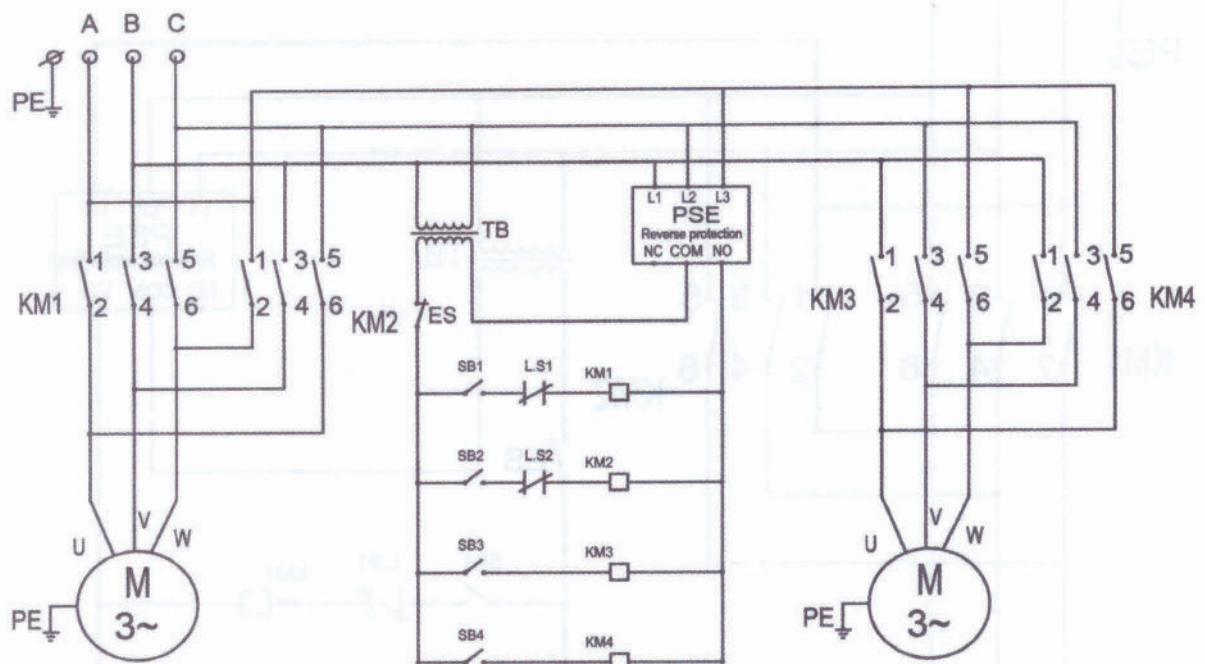 A B C
PE
L1 L2 L3
PSE
Reverse protection
NC COM NO
TB
1 3 5 1 3 5
KM1 2 4 6 2 4 6 KM2
ES
1 3 5 1 3 5
KM3 2 4 6 2 4 6 KM4
SB1 L.S1 KM1
SB2 L.S2 KM2
SB3 KM3
SB4 KM4
U V W
M
3~
PE
U V W
M
3~
PE